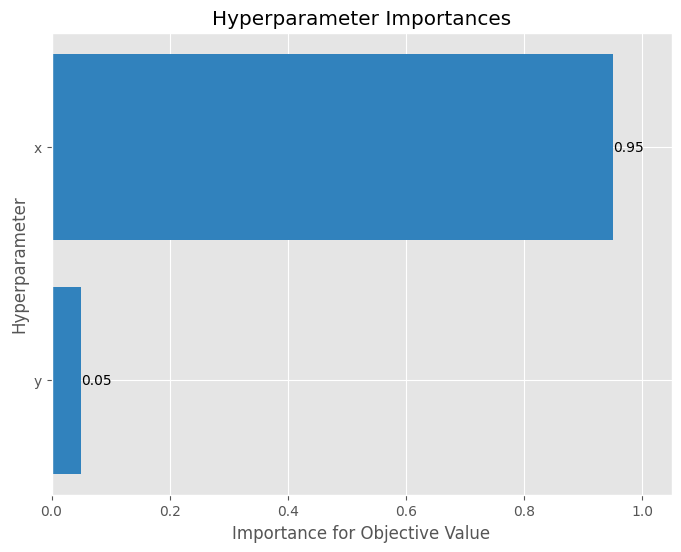 Hyperparameter Importances
Hyperparameter
x
0.95
y
0.05
0.0 0.2 0.4 0.6 0.8 1.0
Importance for Objective Value